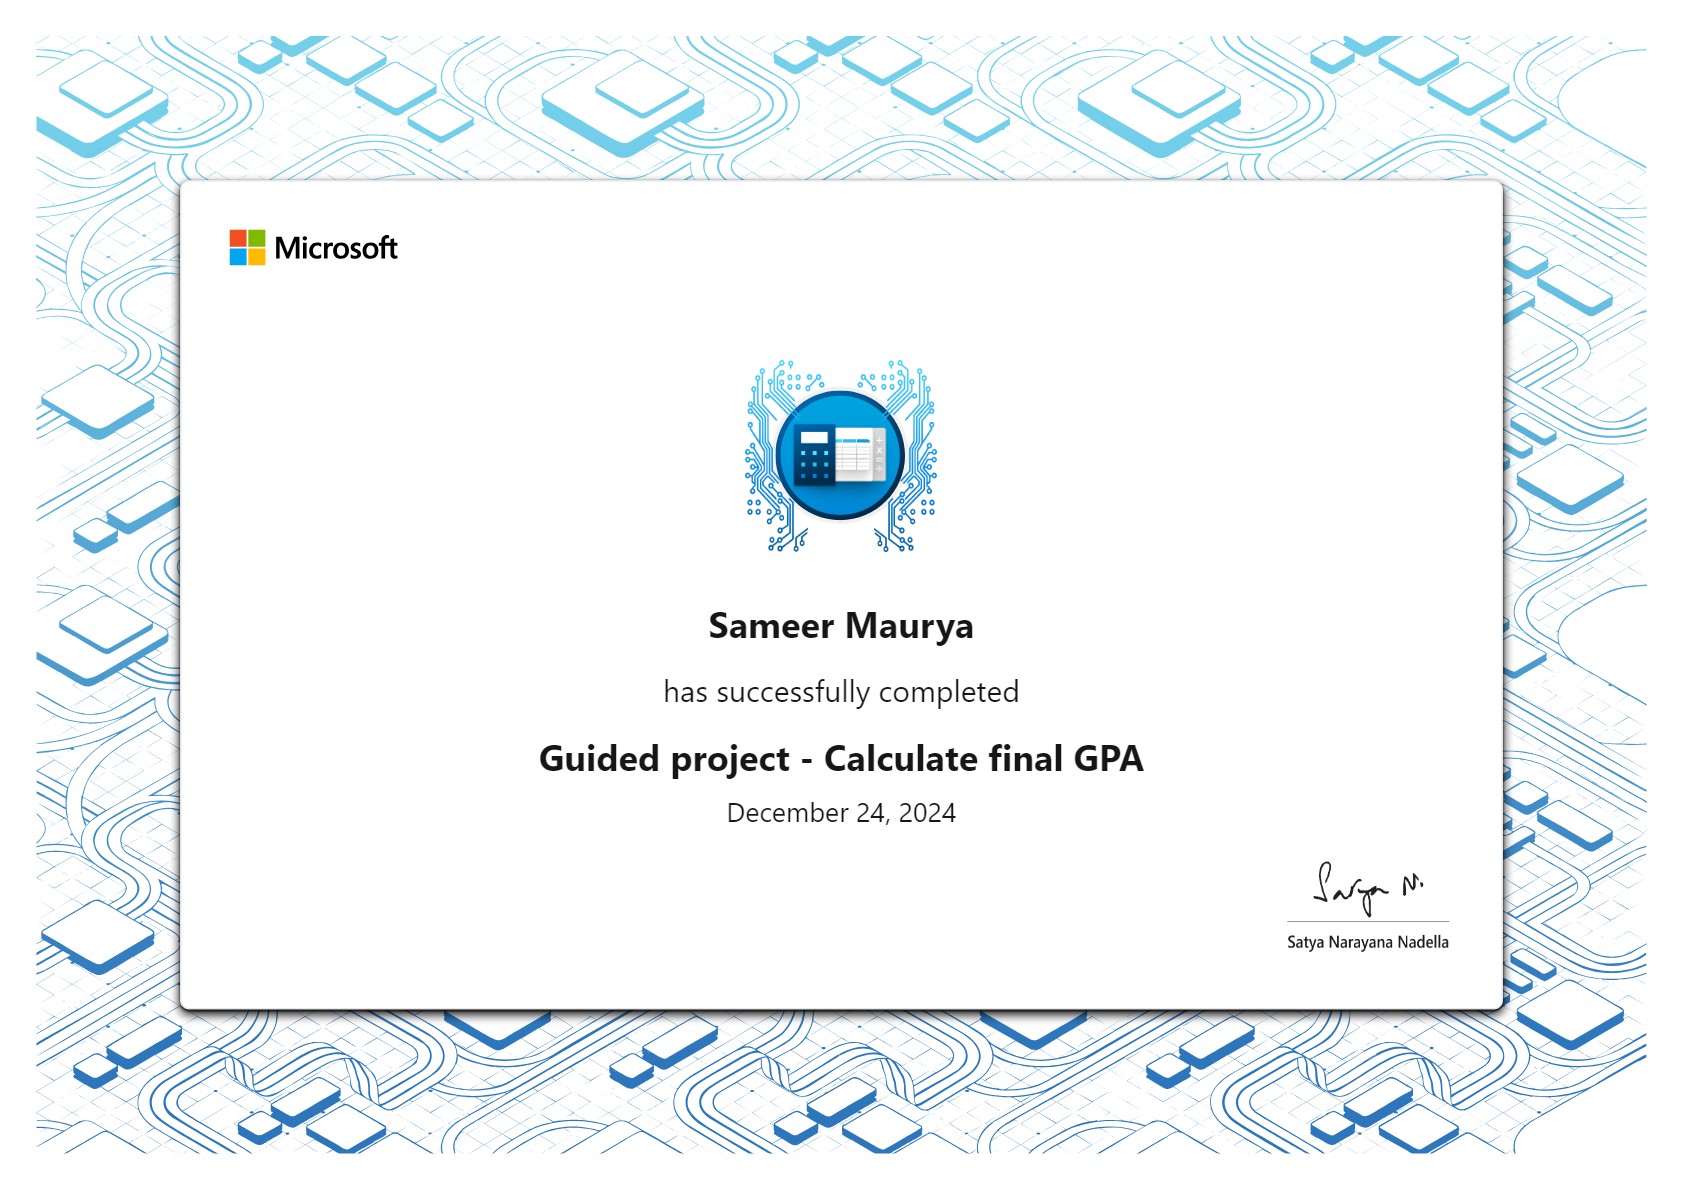 Microsoft
Sameer Maurya
has successfully completed
Guided project - Calculate final GPA
December 24, 2024
Satya N.
Satya Narayana Nadella